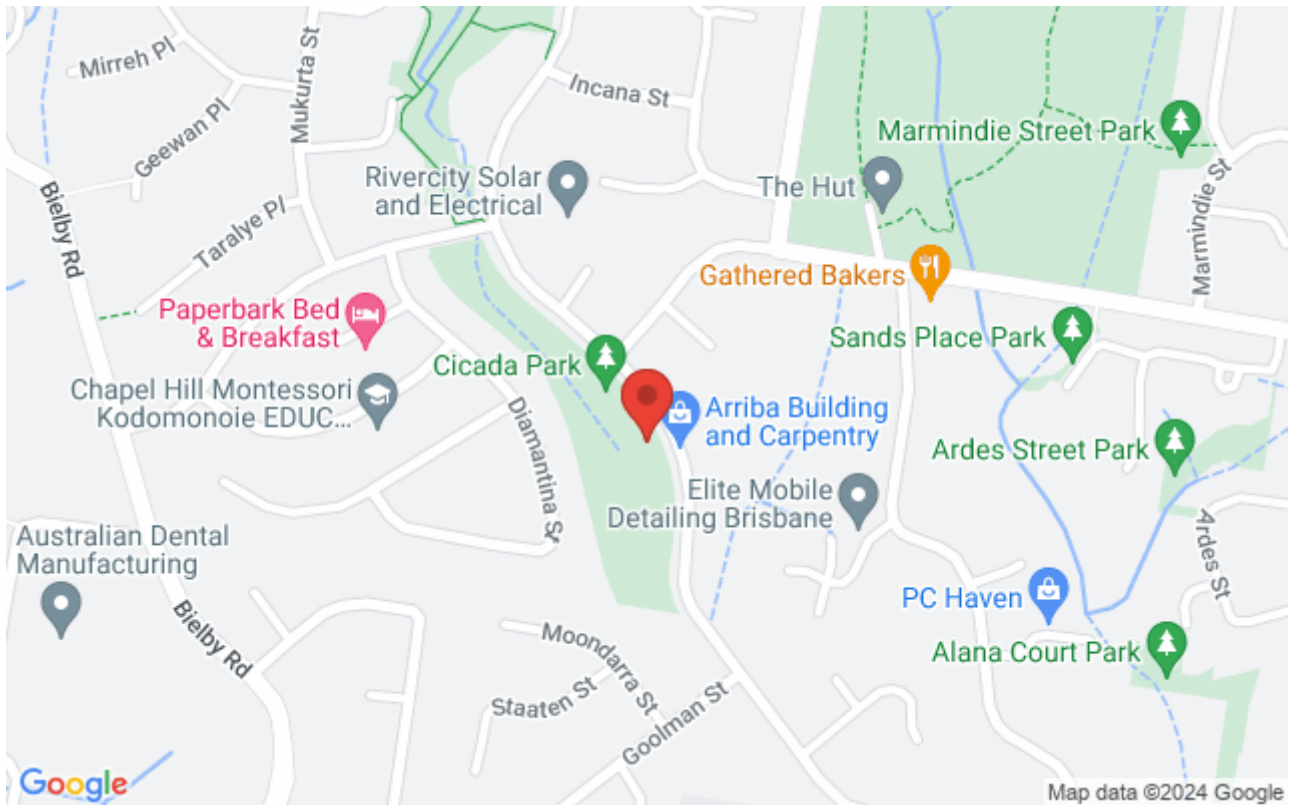 Mirreh Pl
Mukurta St
Incana St
Geewan Pl
Marmindie Street Park
Rivercity Solar
and Electrical
The Hut
Bielby Rd
Taralye Pl
Marmindie St
Gathered Bakers
Paperbark Bed
& Breakfast
Sands Place Park
Cicada Park
Chapel Hill Montessori
Kodomonoie EDUC...
Diamantina St
Arriba Building
and Carpentry
Ardes Street Park
Elite Mobile
Detailing Brisbane
Australian Dental
Manufacturing
Ardes St
PC Haven
Bielby Rd
Moondarra St
Alana Court Park
Staaten St
Goolman St
Google
Map data ©2024 Google